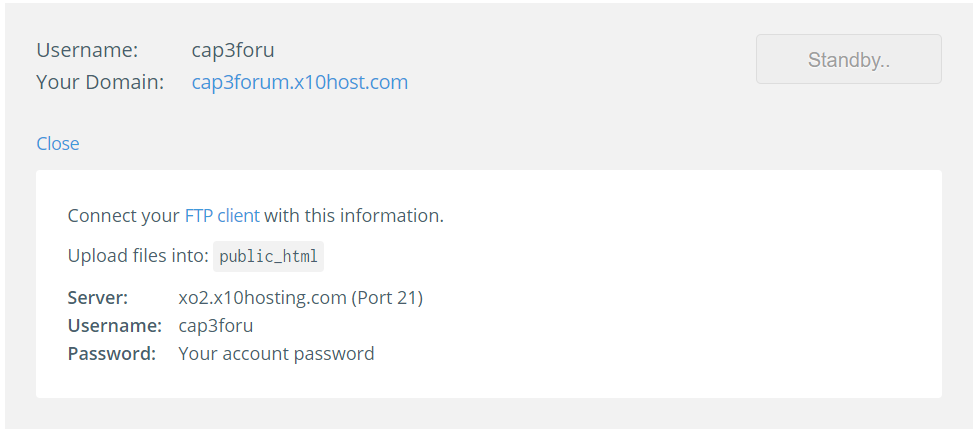 Username: cap3foru
Standby..
Your Domain: cap3forum.x10host.com
Close
Connect your FTP client with this information.
Upload files into: public_html
Server: xo2.x10hosting.com (Port 21)
Username: cap3foru
Password: Your account password